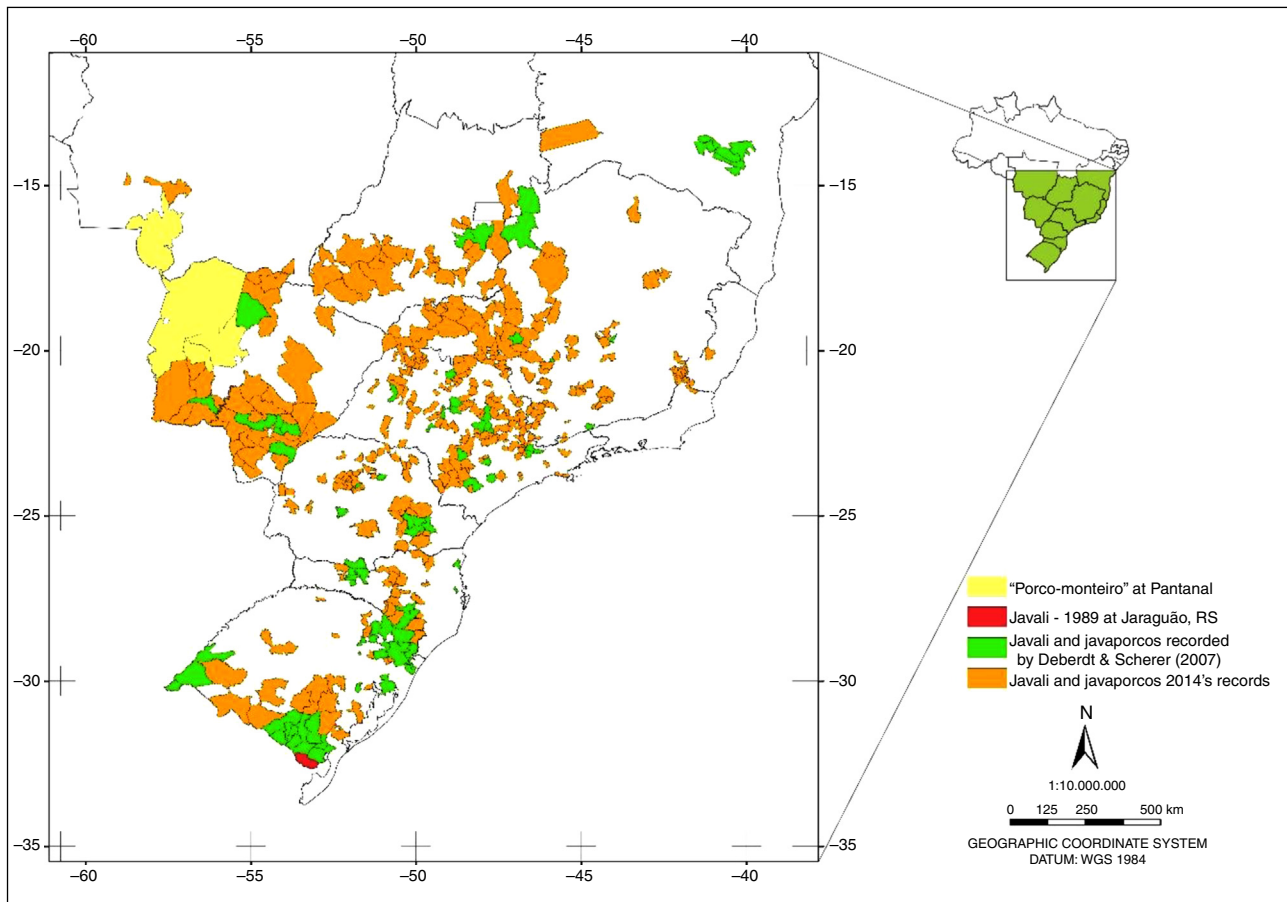 −60 −55 −50 −45 −40
−15 −15
−20 −20
−25 −25
−30 −30
−35 −35
−60 −55 −50 −45 −40
"Porco-monteiro" at Pantanal
Javali - 1989 at Jaraguão, RS
Javali and javaporcos recorded
by Deberdt & Scherer (2007)
Javali and javaporcos 2014's records
N
1:10.000.000
0 125 250 500 km
GEOGRAPHIC COORDINATE SYSTEM
DATUM: WGS 1984